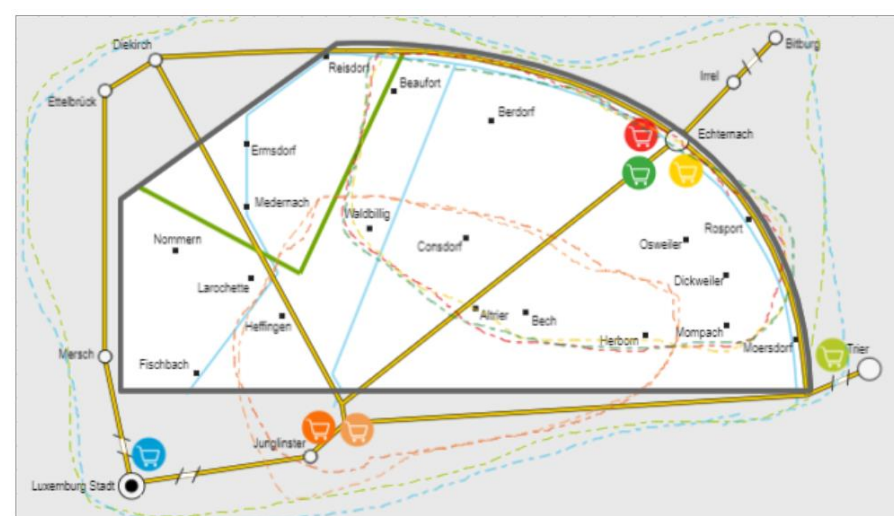 Diekirch
Bitburg
Reisdorf
Irrel
Ettelbrück
Beaufort
Berdorf
Echternach
Ermsdorf
Medernach
Waldbillig
Rosport
Nommern
Consdorf
Osweiler
Larochette
Dickweiler
Altrier
Bech
Heffingen
Mompach
Herborn
Mersch
Moersdorf
Trier
Fischbach
Junglinster
Luxemburg Stadt